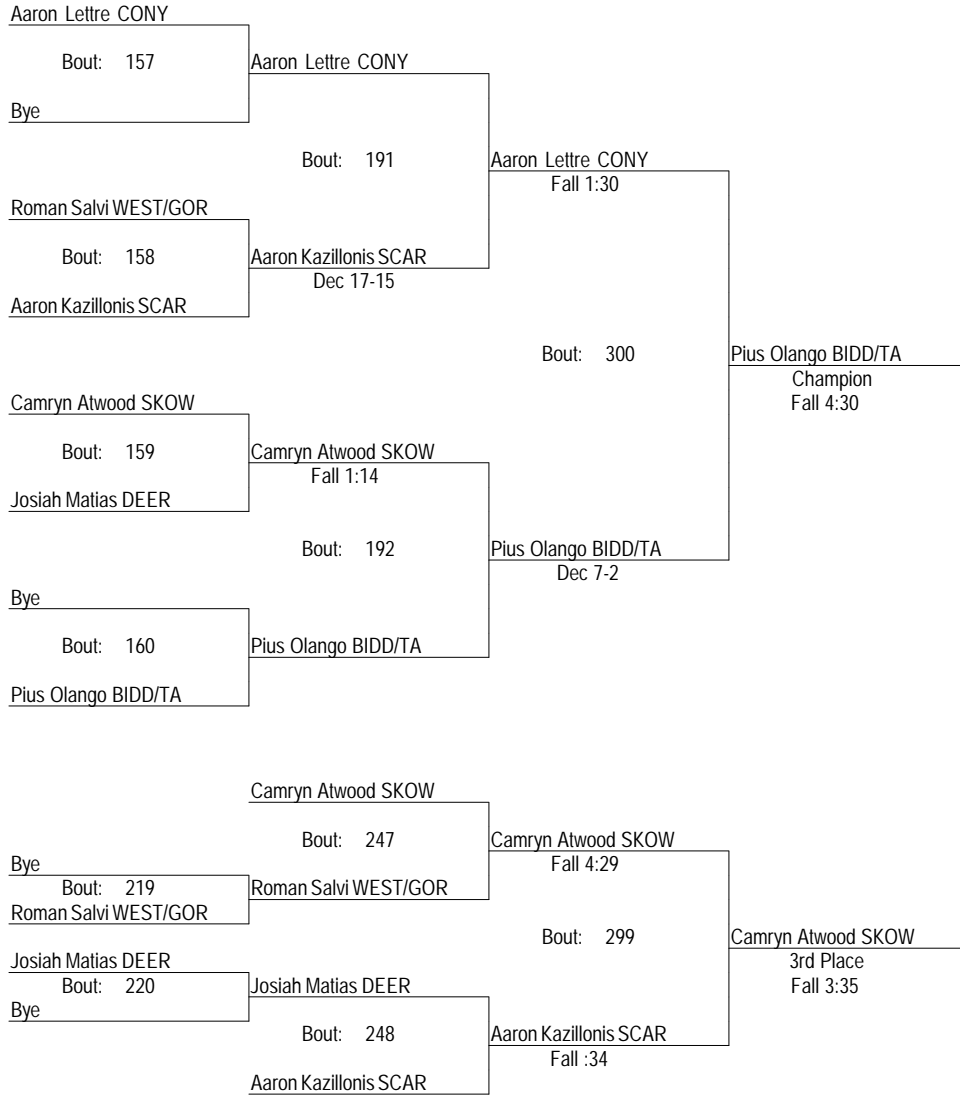 Aaron Lettre CONY
Bout: 157
Aaron Lettre CONY
Bye
Bout: 191
Aaron Lettre CONY
Fall 1:30
Roman Salvi WEST/GOR
Bout: 158
Aaron Kazillonis SCAR
Dec 17-15
Aaron Kazillonis SCAR
Bout: 300
Pius Olango BIDD/TA
Champion
Fall 4:30
Camryn Atwood SKOW
Bout: 159
Camryn Atwood SKOW
Fall 1:14
Josiah Matias DEER
Bout: 192
Pius Olango BIDD/TA
Dec 7-2
Bye
Bout: 160
Pius Olango BIDD/TA
Pius Olango BIDD/TA
Camryn Atwood SKOW
Bout: 247
Camryn Atwood SKOW
Fall 4:29
Bye
Bout: 219
Roman Salvi WEST/GOR
Roman Salvi WEST/GOR
Bout: 299
Camryn Atwood SKOW
3rd Place
Fall 3:35
Josiah Matias DEER
Bout: 220
Josiah Matias DEER
Bye
Bout: 248
Aaron Kazillonis SCAR
Fall :34
Aaron Kazillonis SCAR